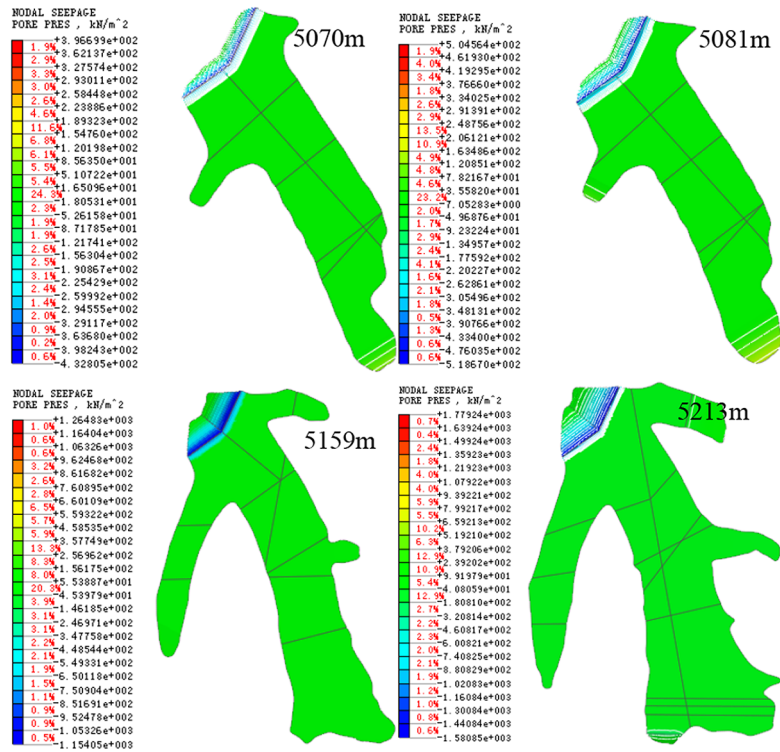 NODAL SEEPAGE
PORE PRES , kN/m^2
+3.96699e+002
1.9%
+3.62137e+002
2.9%
+3.27574e+002
3.3%
+2.93011e+002
3.0%
+2.58448e+002
2.6%
+2.23886e+002
4.6%
+1.89323e+002
11.6%
+1.54760e+002
6.8%
+1.20198e+002
6.1%
+8.56350e+001
5.5%
+5.10722e+001
5.4%
+1.65096e+001
24.3%
-1.80531e+001
2.3%
-5.26158e+001
1.9%
-8.71785e+001
1.9%
-1.21741e+002
2.6%
-1.56304e+002
2.5%
-1.90867e+002
3.1%
-2.25429e+002
2.4%
-2.59992e+002
1.4%
-2.94555e+002
2.0%
-3.29117e+002
0.9%
-3.63680e+002
0.2%
-3.98243e+002
0.6%
-4.32805e+002
5070m
NODAL SEEPAGE
PORE PRES , kN/m^2
+5.04564e+002
1.9%
+4.61930e+002
4.0%
+4.19295e+002
3.4%
+3.76660e+002
1.8%
+3.34025e+002
2.6%
+2.91391e+002
2.9%
+2.48756e+002
13.5%
+2.06121e+002
10.9%
+1.63486e+002
4.9%
+1.20851e+002
4.8%
+7.82167e+001
4.6%
+3.55820e+001
23.2%
-7.05283e+000
2.0%
-4.96876e+001
1.7%
-9.23224e+001
2.9%
-1.34957e+002
2.4%
-1.77592e+002
4.1%
-2.20227e+002
1.6%
-2.62861e+002
2.1%
-3.05496e+002
1.8%
-3.48131e+002
0.5%
-3.90766e+002
1.3%
-4.33400e+002
0.6%
-4.76035e+002
0.6%
-5.18670e+002
5081m
NODAL SEEPAGE
PORE PRES , kN/m^2
+1.26483e+003
1.0%
+1.16404e+003
0.6%
+1.06326e+003
0.6%
+9.62468e+002
3.2%
+8.61682e+002
2.6%
+7.60895e+002
2.8%
+6.60109e+002
6.5%
+5.59322e+002
5.7%
+4.58535e+002
5.9%
+3.57749e+002
13.3%
+2.56962e+002
8.3%
+1.56175e+002
8.0%
+5.53887e+001
20.3%
-4.53979e+001
3.9%
-1.46185e+002
3.1%
-2.46971e+002
3.1%
-3.47758e+002
2.2%
-4.48544e+002
2.1%
-5.49331e+002
1.9%
-6.50118e+002
1.5%
-7.50904e+002
1.1%
-8.51691e+002
0.9%
-9.52478e+002
0.9%
-1.05326e+003
0.5%
-1.15405e+003
5159m
NODAL SEEPAGE
PORE PRES , kN/m^2
+1.77924e+003
0.7%
+1.63924e+003
0.4%
+1.49924e+003
2.4%
+1.35923e+003
1.8%
+1.21923e+003
4.0%
+1.07922e+003
4.0%
+9.39221e+002
5.9%
+7.99217e+002
5.5%
+6.59213e+002
10.2%
+5.19210e+002
6.3%
+3.79206e+002
12.9%
+2.39202e+002
10.9%
+9.91979e+001
5.4%
-4.08059e+001
12.9%
-1.80810e+002
2.7%
-3.20814e+002
2.2%
-4.60817e+002
2.3%
-6.00821e+002
2.0%
-7.40825e+002
2.1%
-8.80829e+002
1.9%
-1.02083e+003
1.2%
-1.16084e+003
1.0%
-1.30084e+003
0.8%
-1.44084e+003
0.6%
-1.58085e+003
5213m